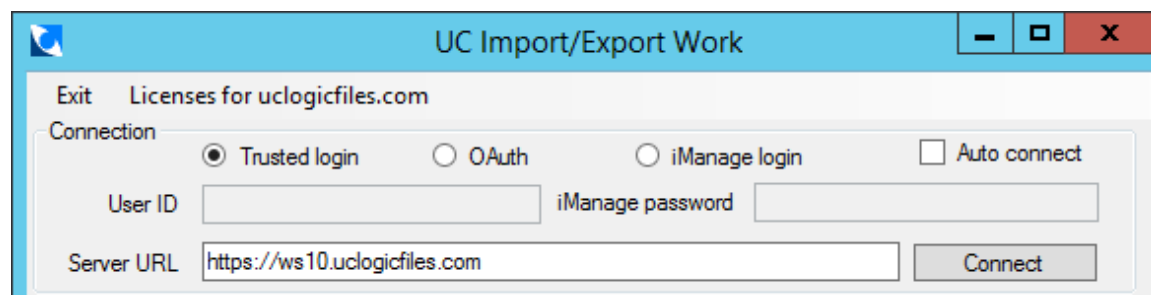 UC Import/Export Work
Exit Licenses for uclogicfiles.com
Connection
Trusted login OAuth iManage login Auto connect
User ID iManage password
Server URL https://ws10.uclogicfiles.com Connect